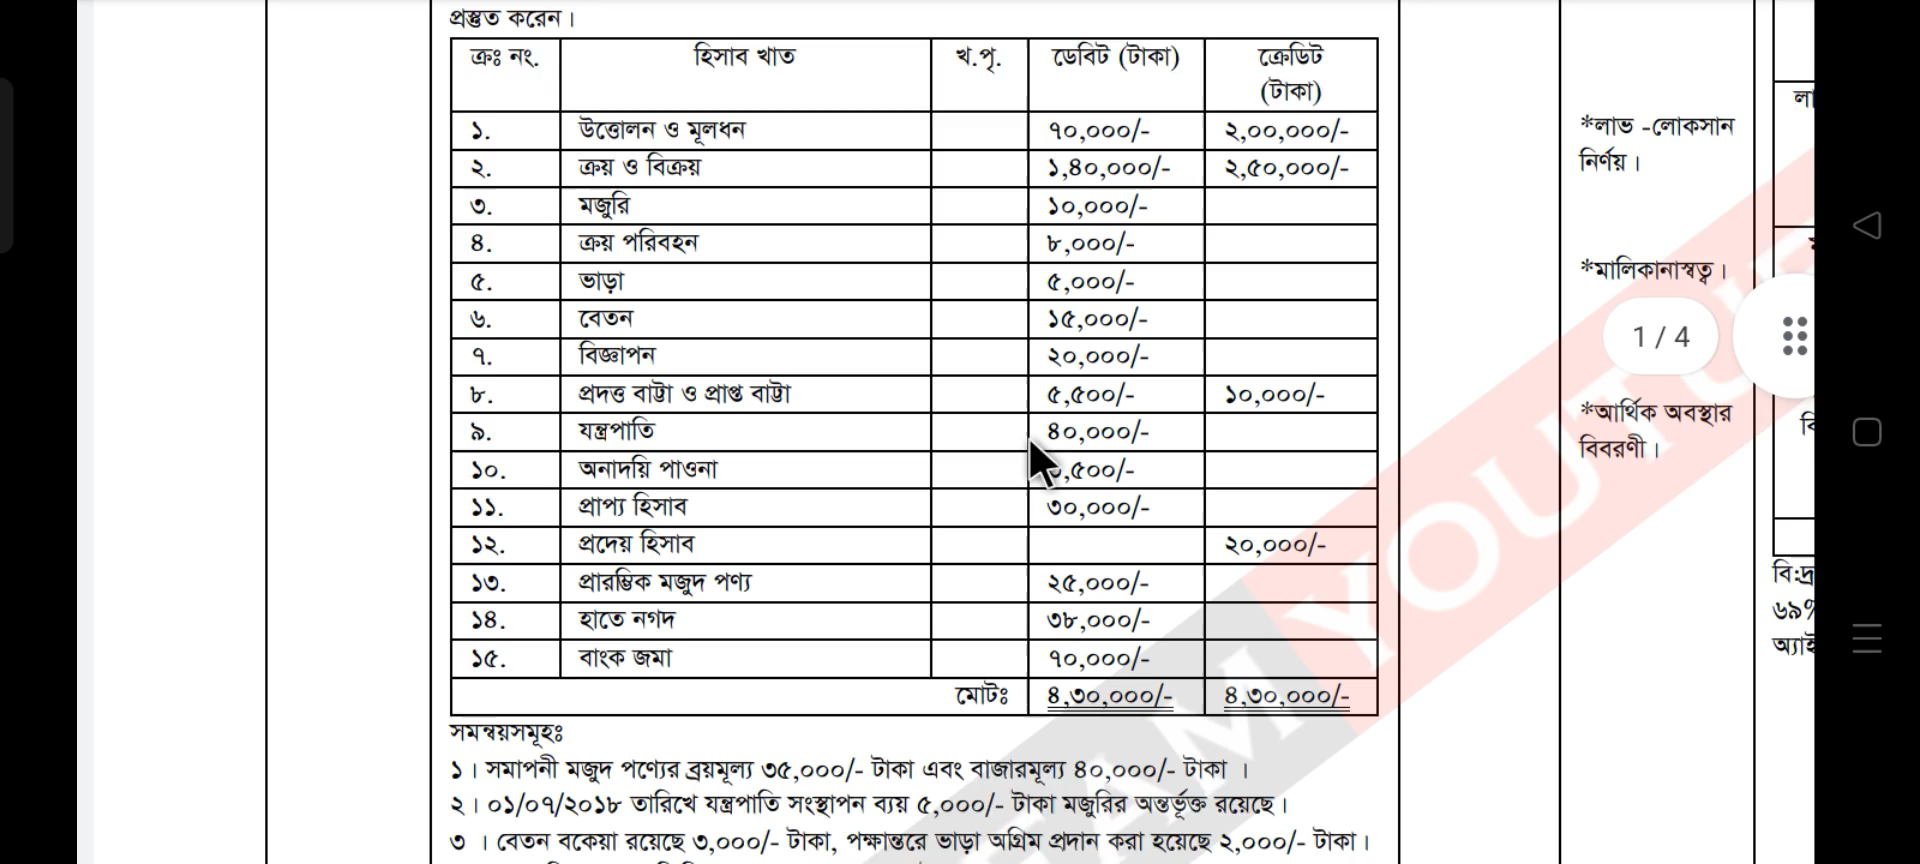 প্রস্তুত করেন।
ক্রঃ নং. হিসাব খাত খ.পৃ. ডেবিট (টাকা) ক্রেডিট (টাকা)
১. উত্তোলন ও মূলধন ৭০,০০০/- ২,০০,০০০/-
২. ক্রয় ও বিক্রয় ১,৪০,০০০/- ২,৫০,০০০/-
৩. মজুরি ১০,০০০/-
৪. ক্রয় পরিবহন ৮,০০০/-
৫. ভাড়া ৫,০০০/-
৬. বেতন ১৫,০০০/-
৭. বিজ্ঞাপন ২০,০০০/-
৮. প্রদত্ত বাট্টা ও প্রাপ্ত বাট্টা ৫,৫০০/- ১০,০০০/-
৯. যন্ত্রপাতি ৪০,০০০/-
১০. অনাদয়ি পাওনা ,৫০০/-
১১. প্রাপ্য হিসাব ৩০,০০০/-
১২. প্রদেয় হিসাব ২০,০০০/-
১৩. প্রারম্ভিক মজুদ পণ্য ২৫,০০০/-
১৪. হাতে নগদ ৩৮,০০০/-
১৫. বাংক জমা ৭০,০০০/-
মোটঃ ৪,৩০,০০০/- ৪,৩০,০০০/-
সমন্বয়সমূহঃ
১। সমাপনী মজুদ পণ্যের ব্রয়মূল্য ৩৫,০০০/- টাকা এবং বাজারমূল্য ৪০,০০০/- টাকা ।
২। ০১/০৭/২০১৮ তারিখে যন্ত্রপাতি সংস্থাপন ব্যয় ৫,০০০/- টাকা মজুরির অন্তর্ভূক্ত রয়েছে।
৩ । বেতন বকেয়া রয়েছে ৩,০০০/- টাকা, পক্ষান্তরে ভাড়া অগ্রিম প্রদান করা হয়েছে ২,০০০/- টাকা।
*লাভ -লোকসান
নির্ণয়।
*মালিকানাস্বত্ব।
1 / 4
*আর্থিক অবস্থার
বিবরণী।
লা
বি
বি:দ্র
৬৯%
অ্যাই
AM YOUTU